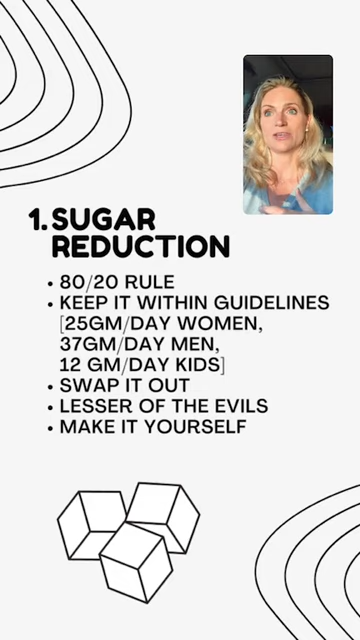 1. SUGAR
REDUCTION
• 80/20 RULE
• KEEP IT WITHIN GUIDELINES
[25GM/DAY WOMEN,
37GM/DAY MEN,
12 GM/DAY KIDS]
• SWAP IT OUT
• LESSER OF THE EVILS
• MAKE IT YOURSELF